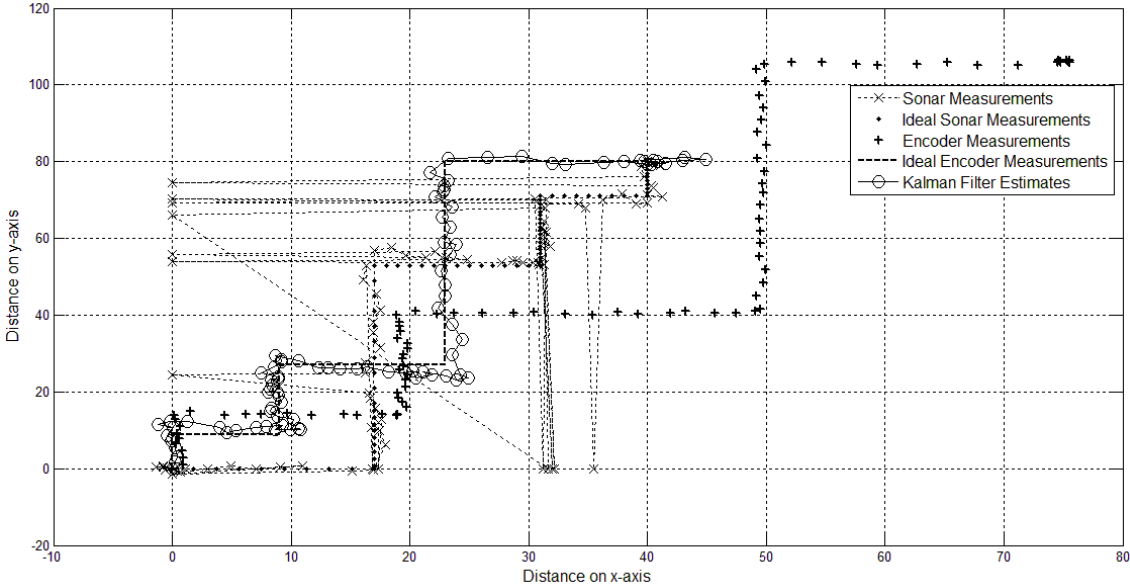 120
100
80
60
40
20
0
-20
-10
0
10
20
30
40
50
60
70
80
Distance on y-axis
Distance on x-axis
Sonar Measurements
Ideal Sonar Measurements
Encoder Measurements
Ideal Encoder Measurements
Kalman Filter Estimates